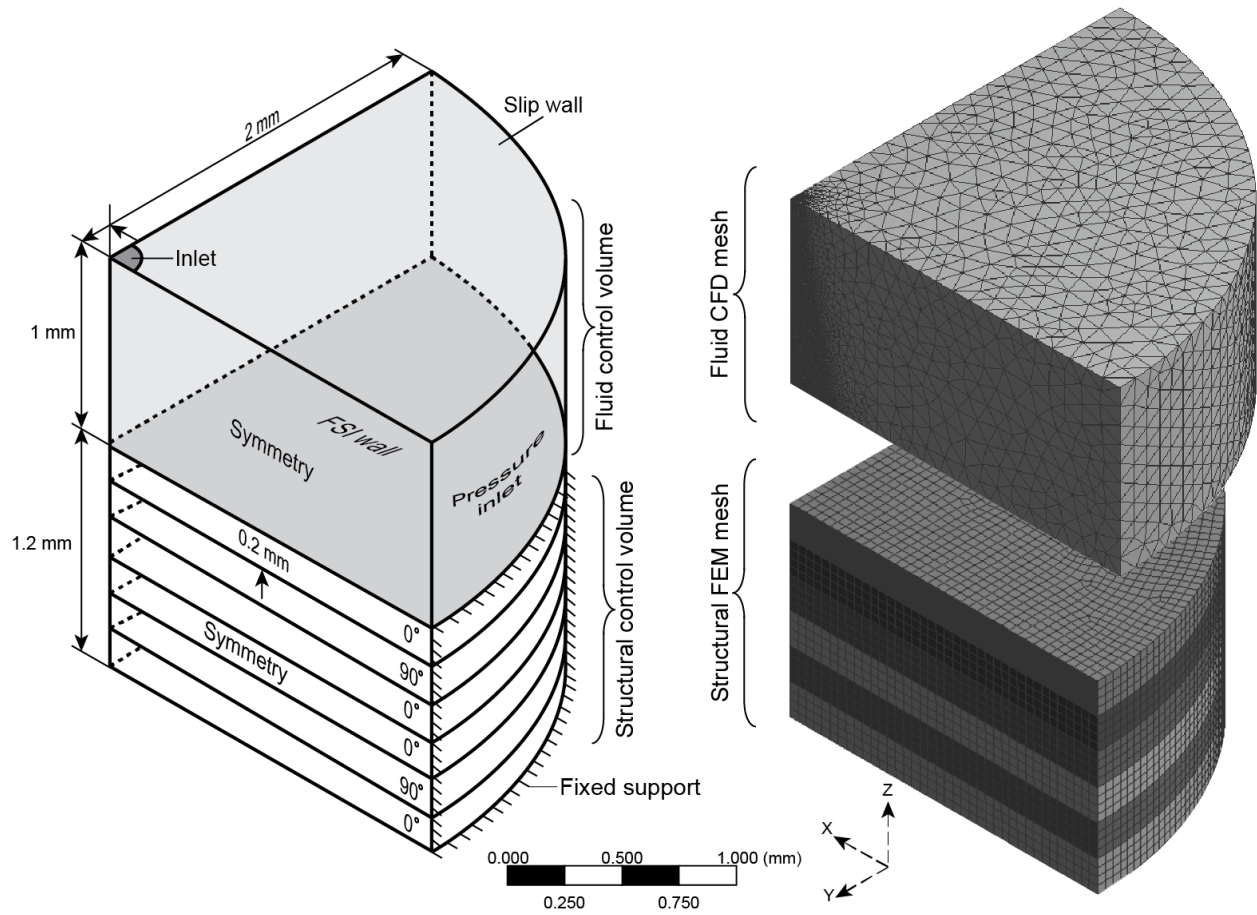 2 mm
Slip wall
Inlet
1 mm
Fluid control volume
Fluid CFD mesh
FSI wall
Symmetry
Pressure
inlet
1.2 mm
0.2 mm
Symmetry
0°
90°
0°
0°
90°
0°
Structural control volume
Structural FEM mesh
Fixed support
0.000 0.500 1.000 (mm)
0.250 0.750
Z
X
Y